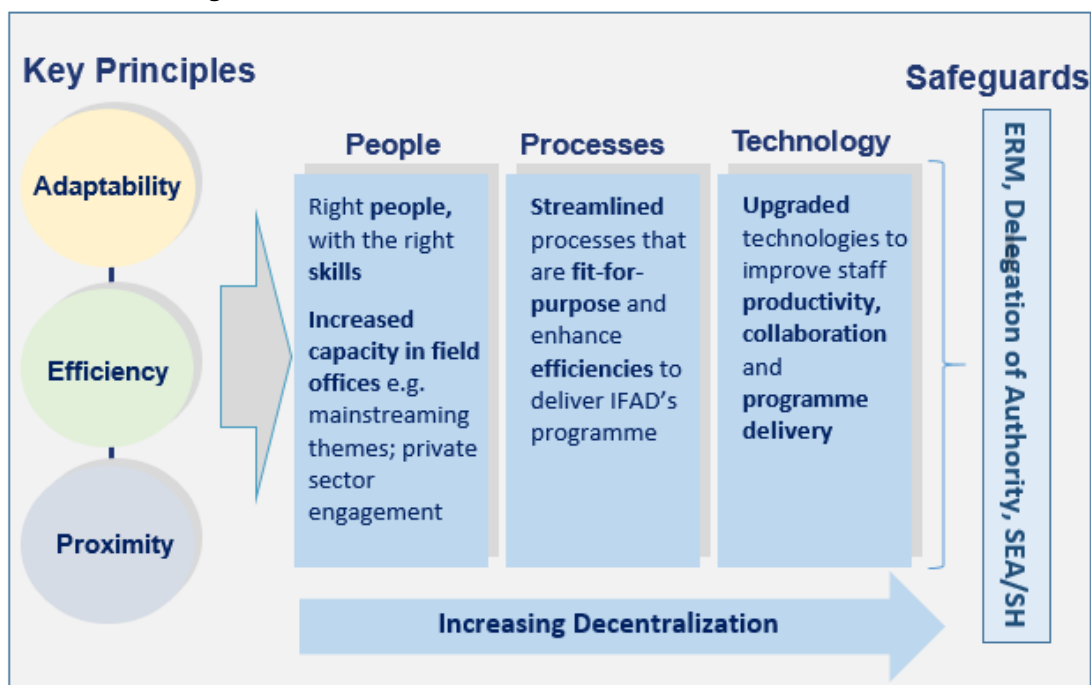 Key Principles
Safeguards
Adaptability
Efficiency
Proximity
People
Right people,
with the right
skills
Increased
capacity in field
offices e.g.
mainstreaming
themes; private
sector
engagement
Processes
Streamlined
processes that
are fit-for-
purpose and
enhance
efficiencies to
deliver IFAD's
programme
Technology
Upgraded
technologies to
improve staff
productivity,
collaboration
and
programme
delivery
ERM, Delegation of Authority, SEA/SH
Increasing Decentralization